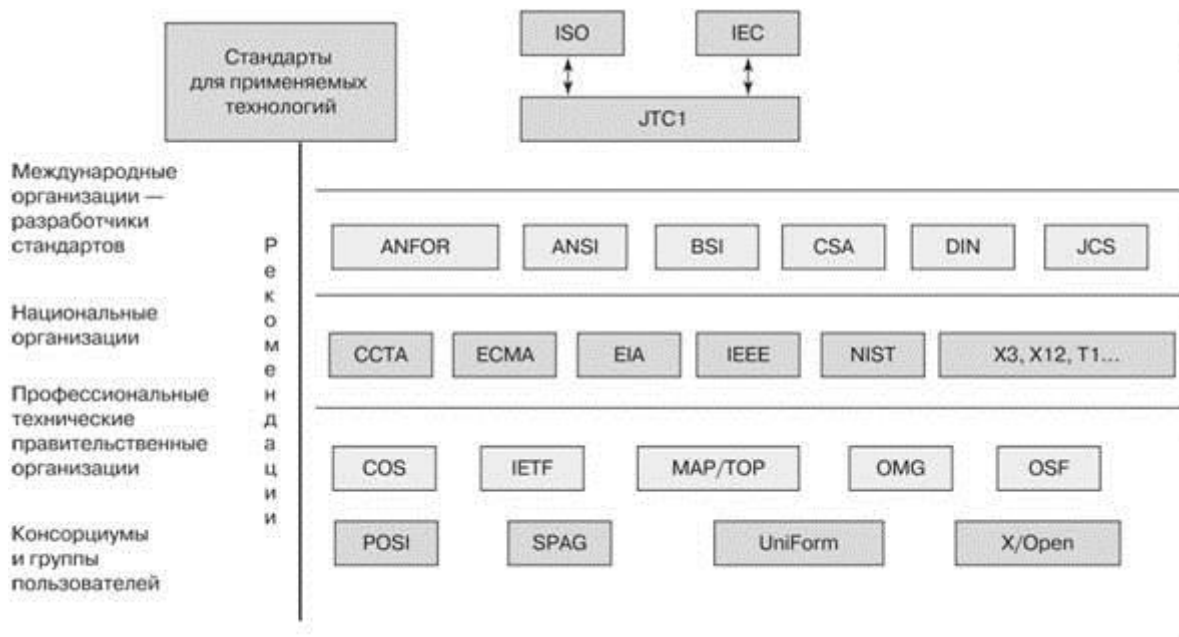 Стандарты
для применяемых
технологий
ISO
IEC
JTC1
Международные
организации —
разработчики
стандартов
Рекомендации
ANFOR
ANSI
BSI
CSA
DIN
JCS
Национальные
организации
CCTA
ECMA
EIA
IEEE
NIST
X3, X12, T1...
Профессиональные
технические
правительственные
организации
COS
IETF
MAP/TOP
OMG
OSF
Консорциумы
и группы
пользователей
POSI
SPAG
UniForm
X/Open